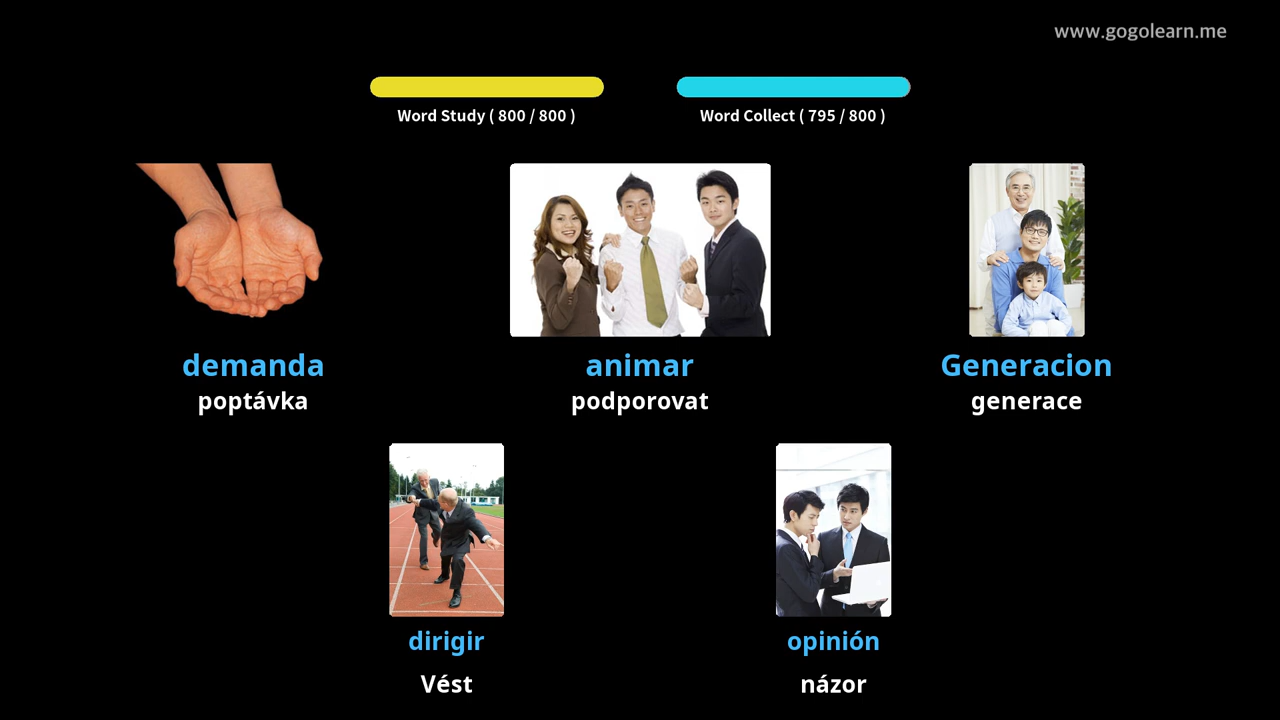 www.gogolearn.me
Word Study ( 800 / 800 )
Word Collect ( 795 / 800 )
demanda
poptávka
animar
podporovat
Generacion
generace
dirigir
Vést
opinión
názor